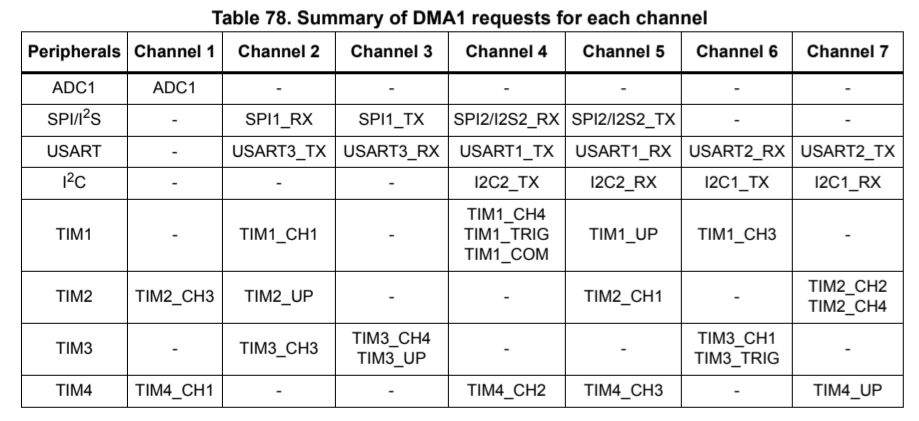 Table 78. Summary of DMA1 requests for each channel
Peripherals Channel 1 Channel 2 Channel 3 Channel 4 Channel 5 Channel 6 Channel 7
ADC1 ADC1 - - - - - -
SPI/I²S - SPI1_RX SPI1_TX SPI2/I2S2_RX SPI2/I2S2_TX - -
USART - USART3_TX USART3_RX USART1_TX USART1_RX USART2_RX USART2_TX
I²C - - - I2C2_TX I2C2_RX I2C1_TX I2C1_RX
TIM1 - TIM1_CH1 - TIM1_CH4 TIM1_TRIG TIM1_COM TIM1_UP TIM1_CH3 -
TIM2 TIM2_CH3 TIM2_UP - - TIM2_CH1 - TIM2_CH2 TIM2_CH4
TIM3 - TIM3_CH3 TIM3_CH4 TIM3_UP - - TIM3_CH1 TIM3_TRIG -
TIM4 TIM4_CH1 - - TIM4_CH2 TIM4_CH3 - TIM4_UP